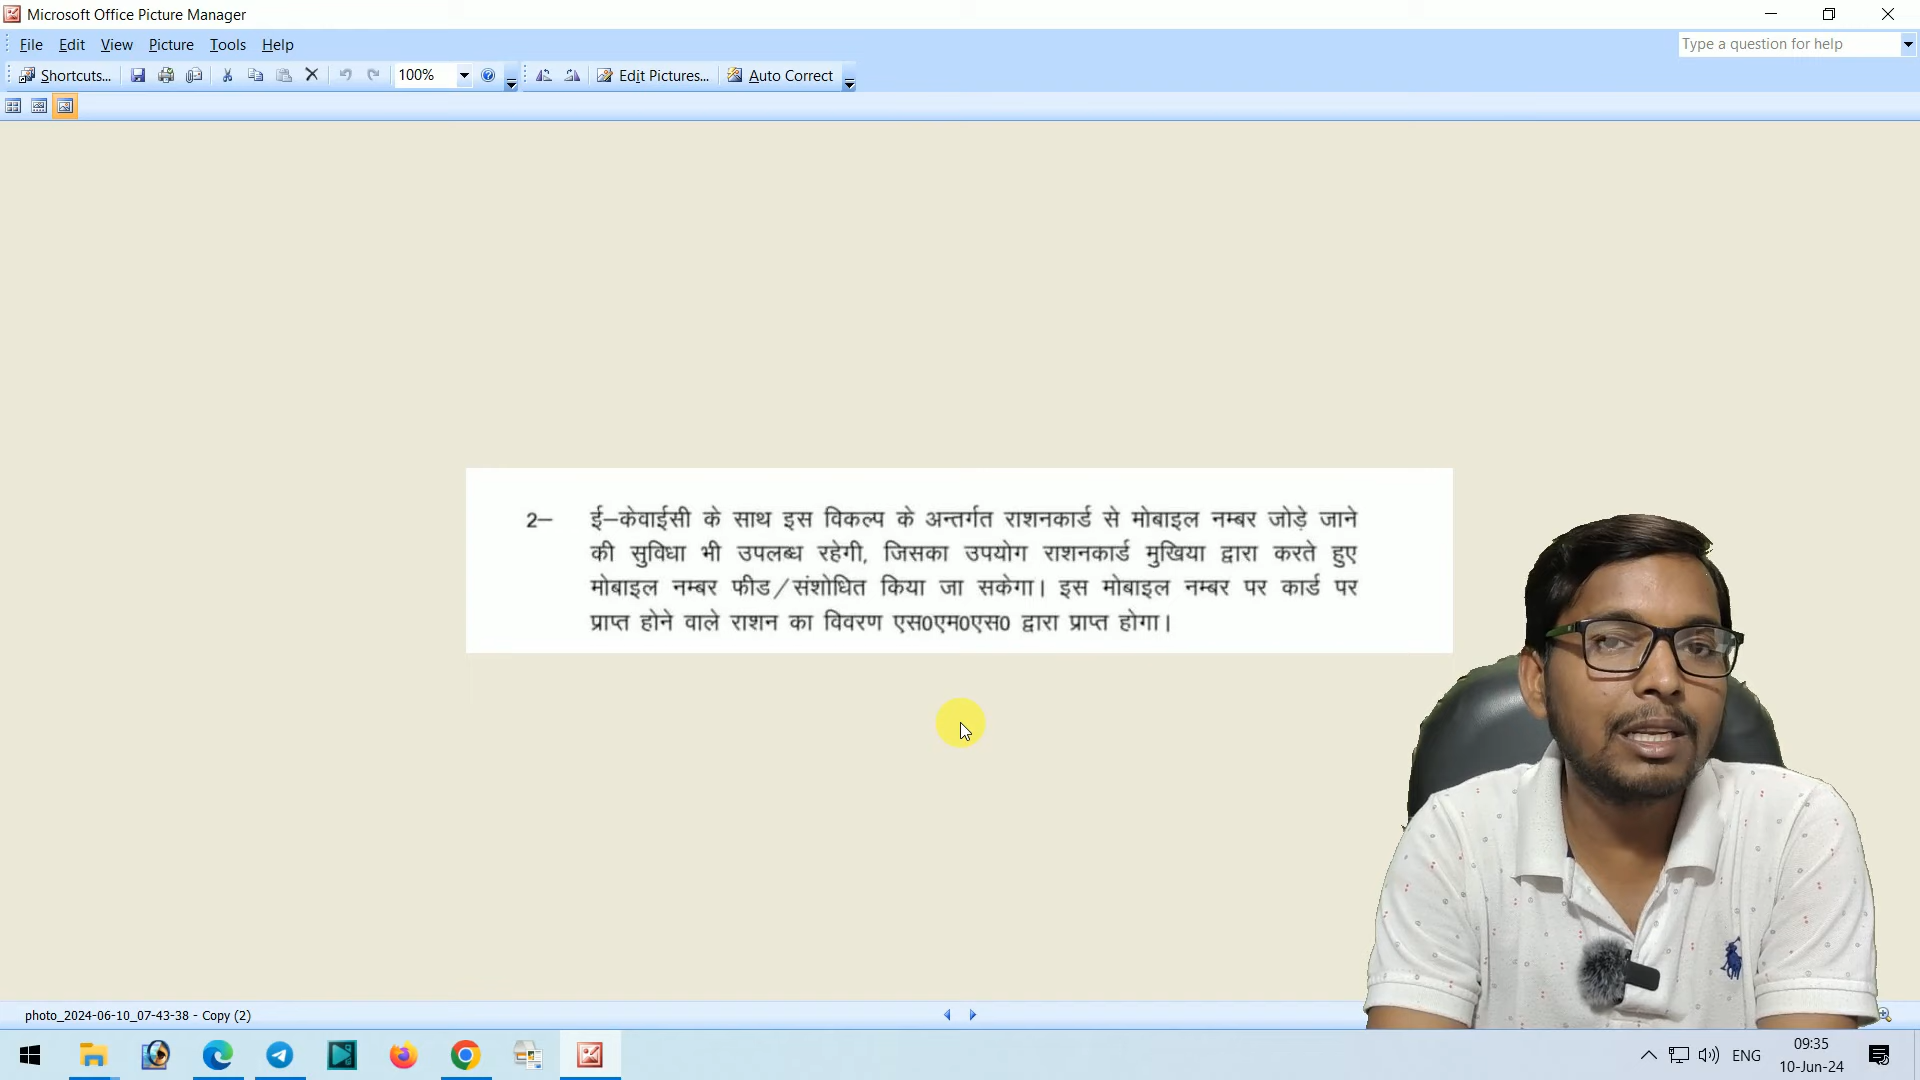 Microsoft Office Picture Manager
File Edit View Picture Tools Help
Type a question for help
Shortcuts... 100% Edit Pictures... Auto Correct
2– ई–केवाईसी के साथ इस विकल्प के अन्तर्गत राशनकार्ड से मोबाइल नम्बर जोड़े जाने
की सुविधा भी उपलब्ध रहेगी, जिसका उपयोग राशनकार्ड मुखिया द्वारा करते हुए
मोबाइल नम्बर फीड/संशोधित किया जा सकेगा। इस मोबाइल नम्बर पर कार्ड पर
प्राप्त होने वाले राशन का विवरण एस0एम0एस0 द्वारा प्राप्त होगा।
photo_2024-06-10_07-43-38 - Copy (2)
ENG
09:35
10-Jun-24